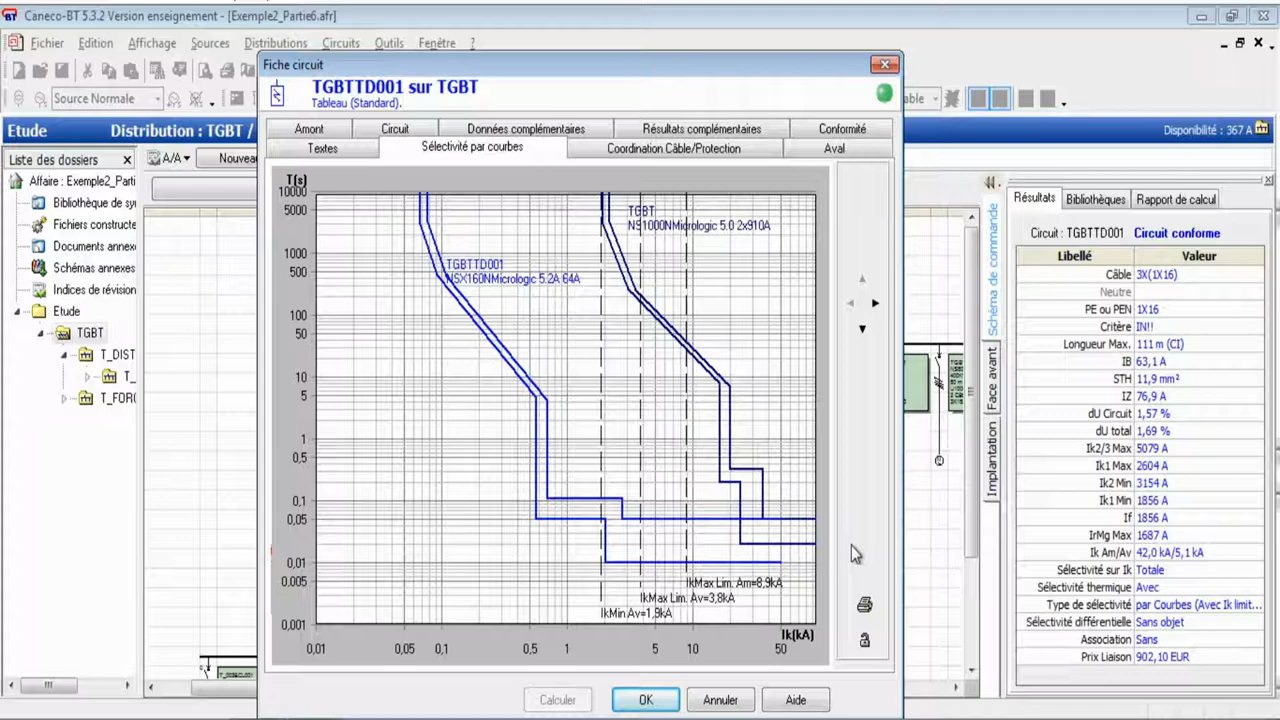 Caneco-BT 5.3.2 Version enseignement - [Exemple2_Partie6.afr]
Fichier Edition Affichage Sources Distributions Circuits Outils Fenêtre ?
Source Normale
Etude
Distribution : TGBT /
Disponibilité : 367 A
Liste des dossiers
A/A
Nouveau
Affaire : Exemple2_Parti
Bibliothèque de sy
Fichiers constructe
Documents annex
Schémas annexes
Indices de révision
Etude
TGBT
T_DIST
T_
T_FOR
Fiche circuit
TGBTTD001 sur TGBT
Tableau (Standard).
Amont
Circuit
Données complémentaires
Résultats complémentaires
Conformité
Textes
Sélectivité par courbes
Coordination Câble/Protection
Aval
T(s)
10000
5000
1000
500
100
50
10
5
1
0,5
0,1
0,05
0,01
0.005
0,001
TGBT
NS1000NMicrologic 5.0 2x910A
TGBTTD001
NSX160NMicrologic 5.2A 64A
IkMax Lim. Am=8,9kA
IkMax Lim. Av=3,8kA
IkMin Av=1,9kA
Ik(kA)
0,01 0,05 0,1 0,5 1 5 10 50
Calculer
OK
Annuler
Aide
Schéma de commande
Face avant
Implantation
Résultats
Bibliothèques
Rapport de calcul
Circuit : TGBTTD001 Circuit conforme
Libellé Valeur
Câble 3X(1X16)
Neutre
PE ou PEN 1X16
Critère IN!!
Longueur Max. 111 m (CI)
IB 63,1 A
STH 11,9 mm²
IZ 76,9 A
dU Circuit 1,57 %
dU total 1,69 %
Ik2/3 Max 5079 A
Ik1 Max 2604 A
Ik2 Min 3154 A
Ik1 Min 1856 A
If 1856 A
IrMg Max 1687 A
Ik Am/Av 42,0 kA/5,1 kA
Sélectivité sur Ik Totale
Sélectivité thermique Avec
Type de sélectivité par Courbes (Avec Ik limit...
Sélectivité différentielle Sans objet
Association Sans
Prix Liaison 902,10 EUR